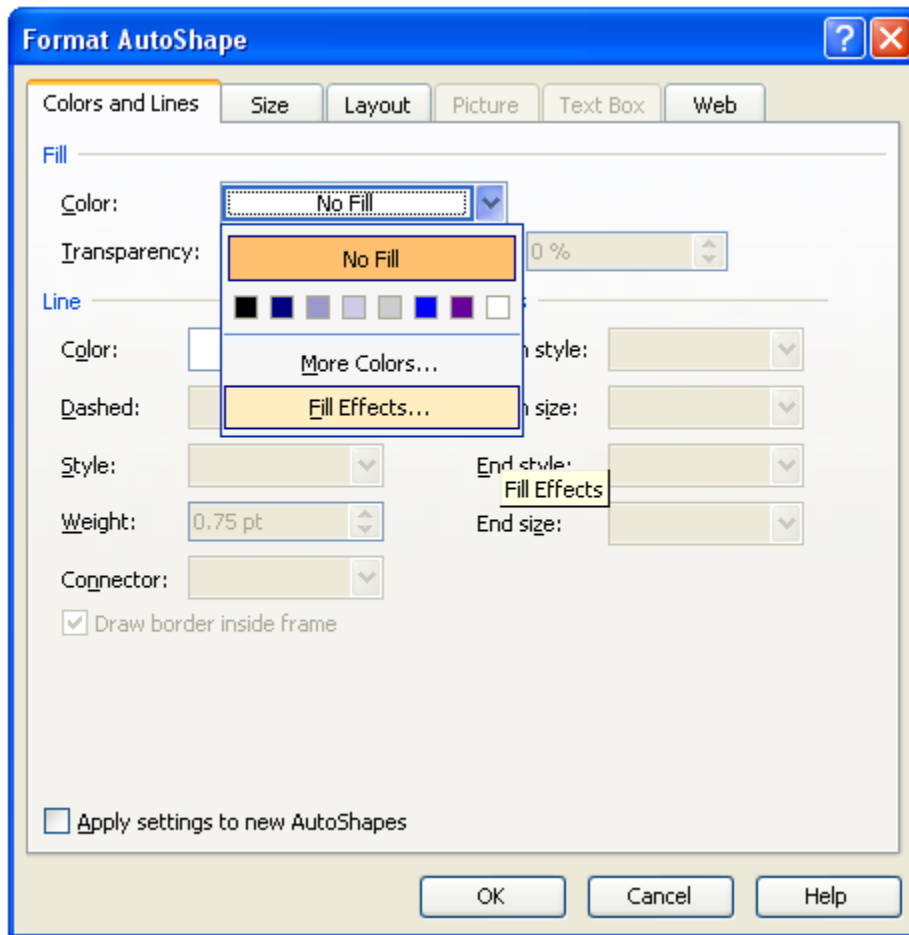 Format AutoShape
Colors and Lines Size Layout Picture Text Box Web
Fill
Color: No Fill
Transparency: 0 %
No Fill
Line
More Colors...
Fill Effects...
Color: style:
Dashed: size:
Style: End style:
Fill Effects
Weight: 0.75 pt End size:
Connector:
Draw border inside frame
Apply settings to new AutoShapes
OK Cancel Help